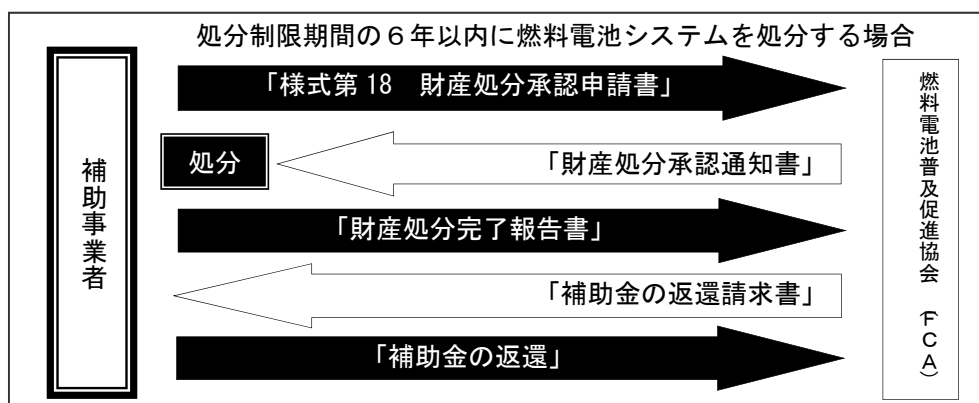 処分制限期間の6年以内に燃料電池システムを処分する場合
補助事業者
「様式第18　財産処分承認申請書」
処分
「財産処分承認通知書」
「財産処分完了報告書」
「補助金の返還請求書」
「補助金の返還」
燃料電池普及促進協会（FCA）